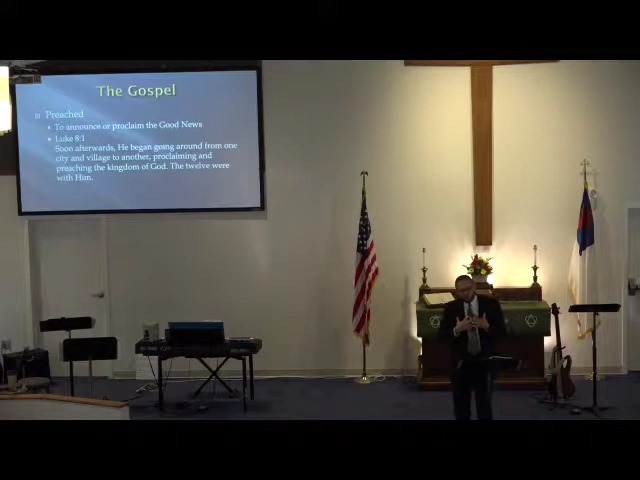 The Gospel
Preached
To announce or proclaim the Good News
Luke 8:1
Soon afterwards, He began going around from one
city and village to another, proclaiming and
preaching the kingdom of God. The twelve were
with Him.